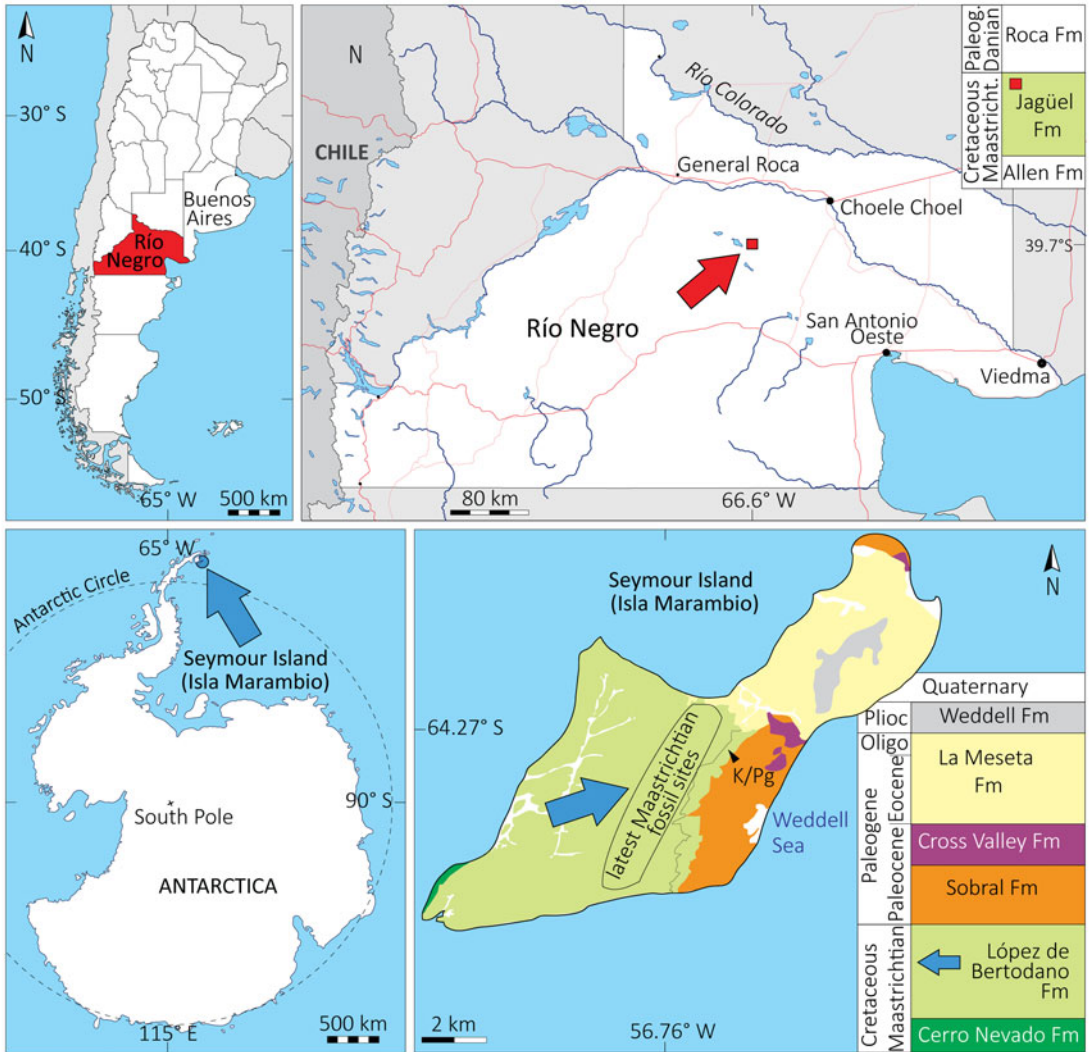 N
30° S
40° S
50° S
Buenos
Aires
Río
Negro
65° W
500 km
N
CHILE
Río Colorado
General Roca
Choele Choel
39.7°S
Río Negro
San Antonio
Oeste
Viedma
80 km
66.6° W
Paleog.
Danian
Roca Fm
Cretaceous
Maastricht.
Jagüel
Fm
Allen Fm
65° W
Antarctic Circle
Seymour Island
(Isla Marambio)
90° S
South Pole
ANTARCTICA
115° E
500 km
Seymour Island
(Isla Marambio)
N
64.27° S
latest Maastrichtian
fossil sites
K/Pg
Weddell
Sea
2 km
56.76° W
Quaternary
Plioc
Weddell Fm
Oligo
Eocene
La Meseta
Fm
Paleogene
Paleocene
Cross Valley Fm
Sobral Fm
Cretaceous
Maastrichtian
López de
Bertodano
Fm
Cerro Nevado Fm